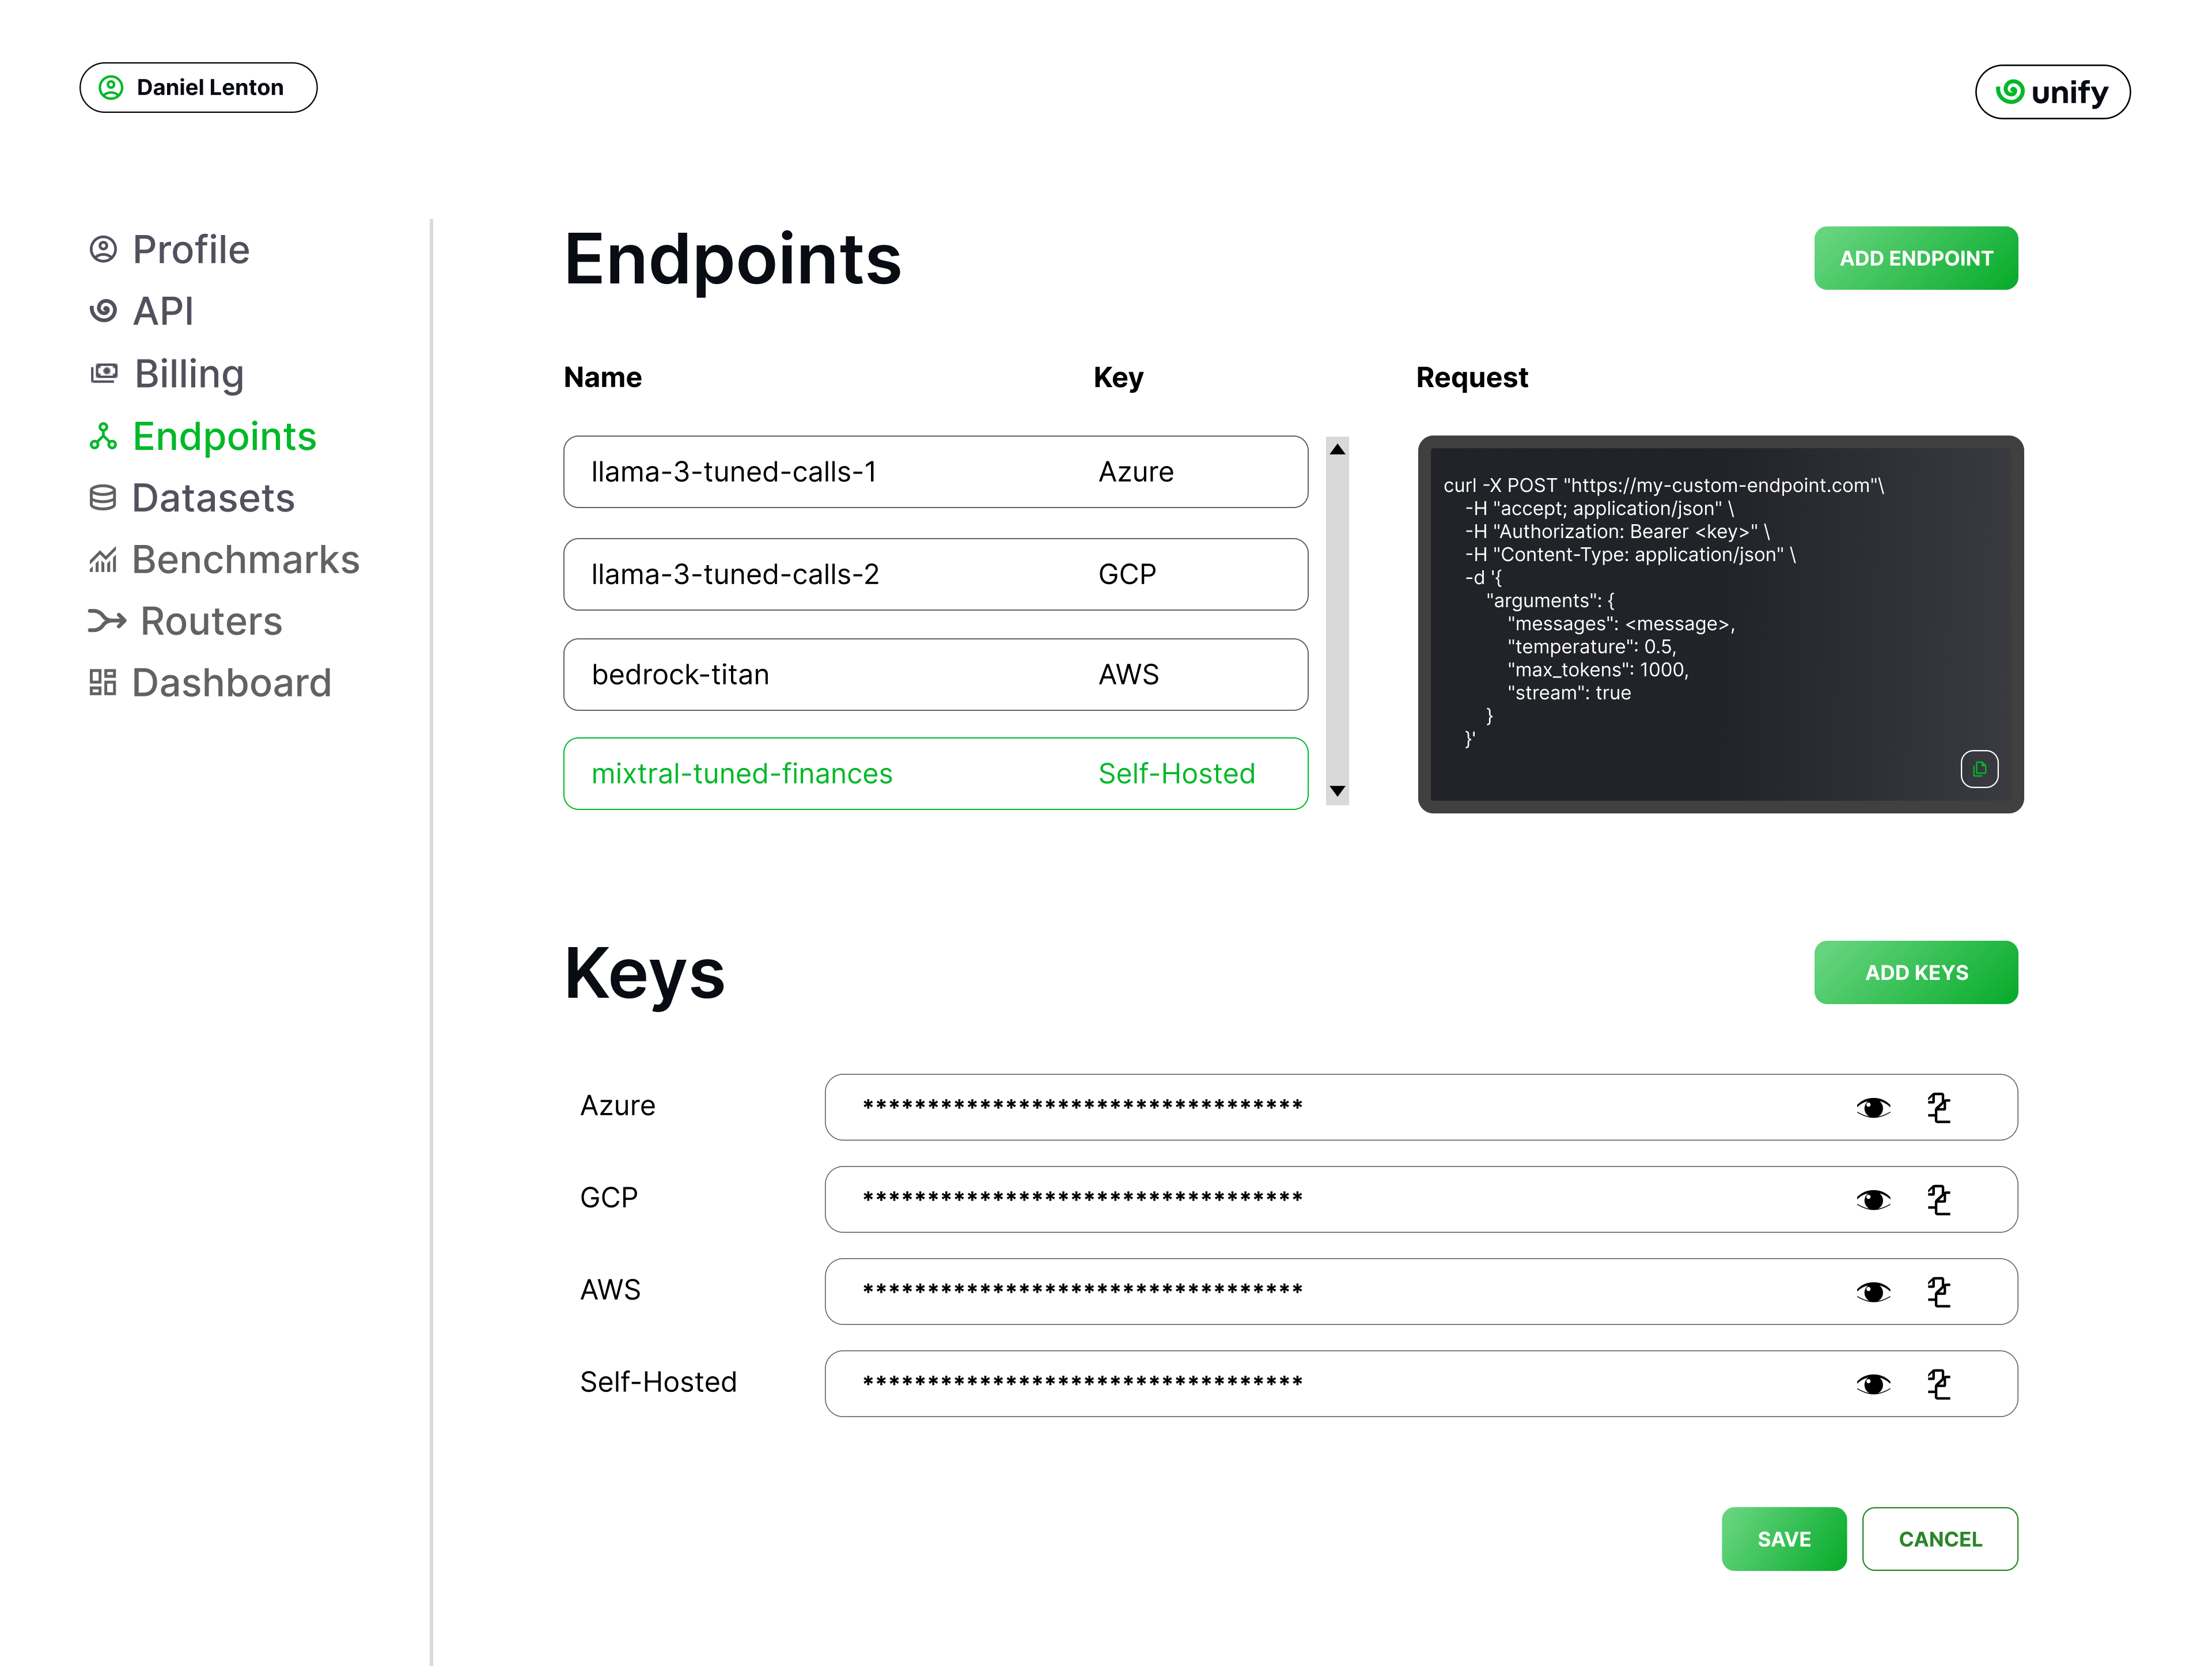 Daniel Lenton
unify
Profile
API
Billing
Endpoints
Datasets
Benchmarks
Routers
Dashboard
Endpoints
ADD ENDPOINT
Name
Key
Request
llama-3-tuned-calls-1
Azure
llama-3-tuned-calls-2
GCP
bedrock-titan
AWS
mixtral-tuned-finances
Self-Hosted
curl -X POST "https://my-custom-endpoint.com"\
-H "accept; application/json" \
-H "Authorization: Bearer <key>" \
-H "Content-Type: application/json" \
-d '{
"arguments": {
"messages": <message>,
"temperature": 0.5,
"max_tokens": 1000,
"stream": true
}
}'
Keys
ADD KEYS
Azure
**********************************
GCP
**********************************
AWS
**********************************
Self-Hosted
**********************************
SAVE
CANCEL